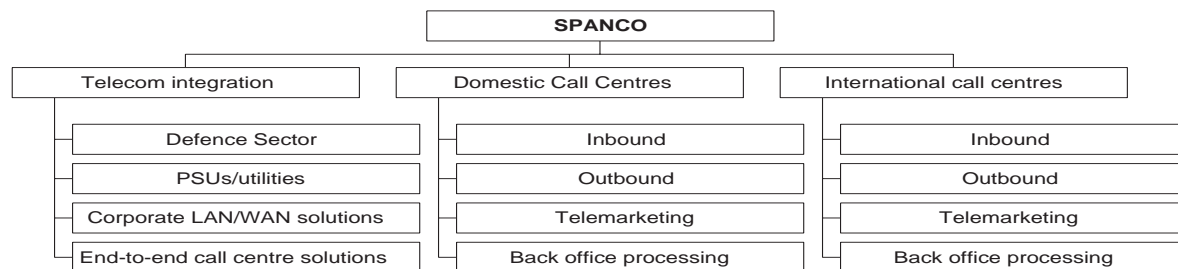 SPANCO
Telecom integration
Domestic Call Centres
International call centres
Defence Sector
Inbound
Inbound
PSUs/utilities
Outbound
Outbound
Corporate LAN/WAN solutions
Telemarketing
Telemarketing
End-to-end call centre solutions
Back office processing
Back office processing